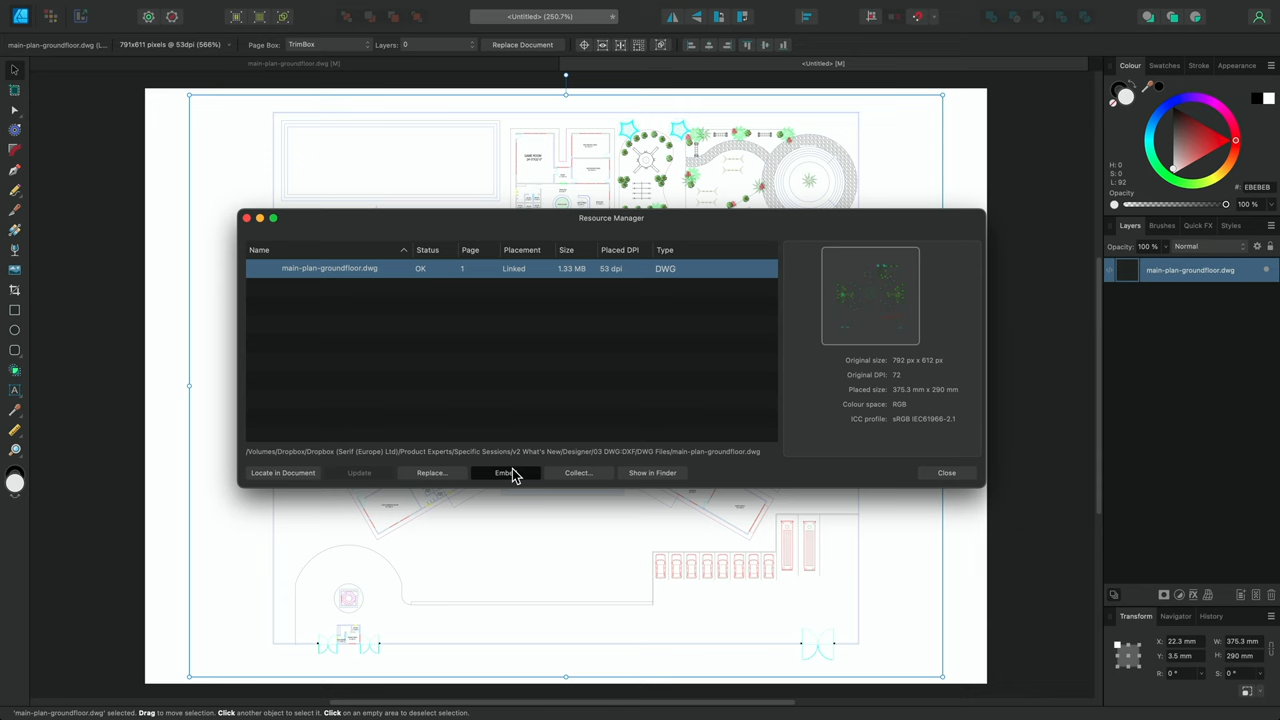 <Untitled> (250.7%)
main-plan-groundfloor.dwg (L...
791x611 pixels @ 53dpi (566%)
Page Box:
TrimBox
Layers:
0
Replace Document
main-plan-groundfloor.dwg [M]
<Untitled> [M]
Colour
Swatches
Stroke
Appearance
H: 0
S: 0
L: 92
#:
EBEBEB
Opacity
100 %
Layers
Brushes
Quick FX
Styles
Opacity:
100 %
Normal
main-plan-groundfloor.dwg
Resource Manager
Name
Status
Page
Placement
Size
Placed DPI
Type
main-plan-groundfloor.dwg
OK
1
Linked
1.33 MB
53 dpi
DWG
Original size: 792 px x 612 px
Original DPI: 72
Placed size: 375.3 mm x 290 mm
Colour space: RGB
ICC profile: sRGB IEC61966-2.1
/Volumes/Dropbox/Dropbox (Serif (Europe) Ltd)/Product Experts/Specific Sessions/v2 What's New/Designer/03 DWG:DXF/DWG Files/main-plan-groundfloor.dwg
Locate in Document
Update
Replace...
Collect...
Show in Finder
Close
Transform
Navigator
History
X: 22.3 mm
W: 375.3 mm
Y: 3.5 mm
H: 290 mm
R: 0 °
S: 0 °
'main-plan-groundfloor.dwg' selected. Drag to move selection. Click another object to select it. Click on an empty area to deselect selection.